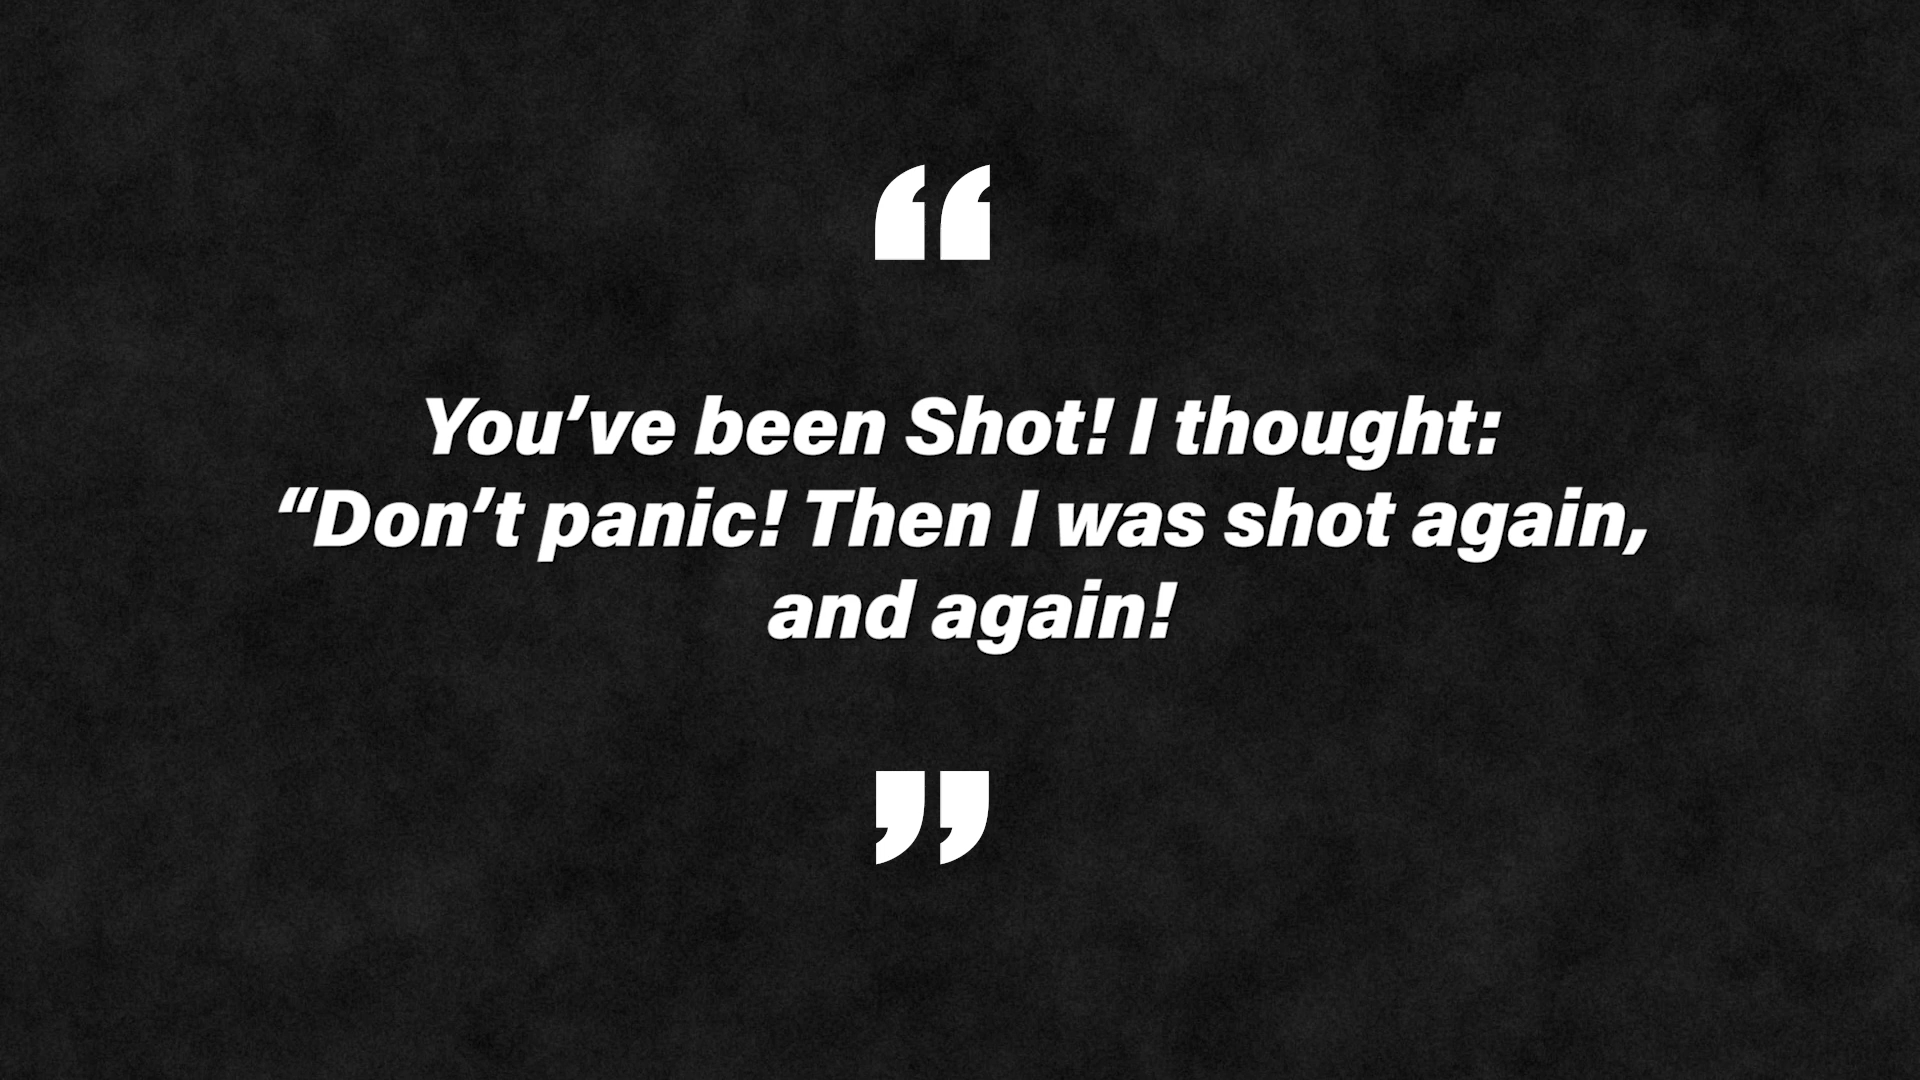 “
You’ve been Shot! I thought:
“Don’t panic! Then I was shot again,
and again!
”